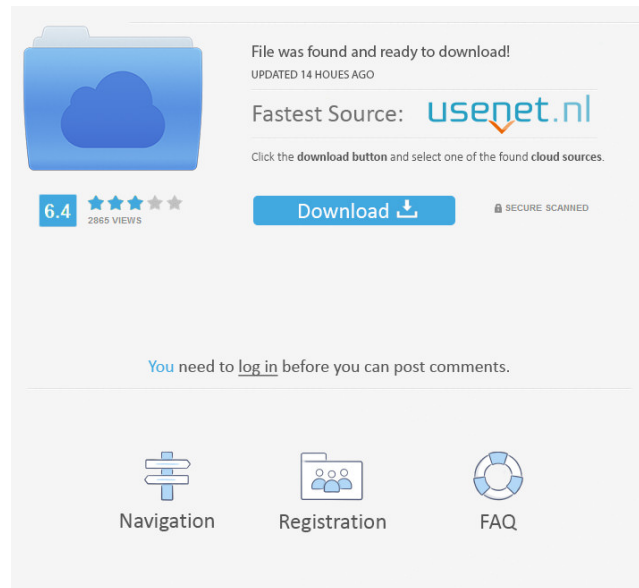 File was found and ready to download!
UPDATED 14 HOUES AGO
Fastest Source: usenet.nl
Click the download button and select one of the found cloud sources.
6.4
2865 VIEWS
Download
SECURE SCANNED
You need to log in before you can post comments.
Navigation
Registration
FAQ